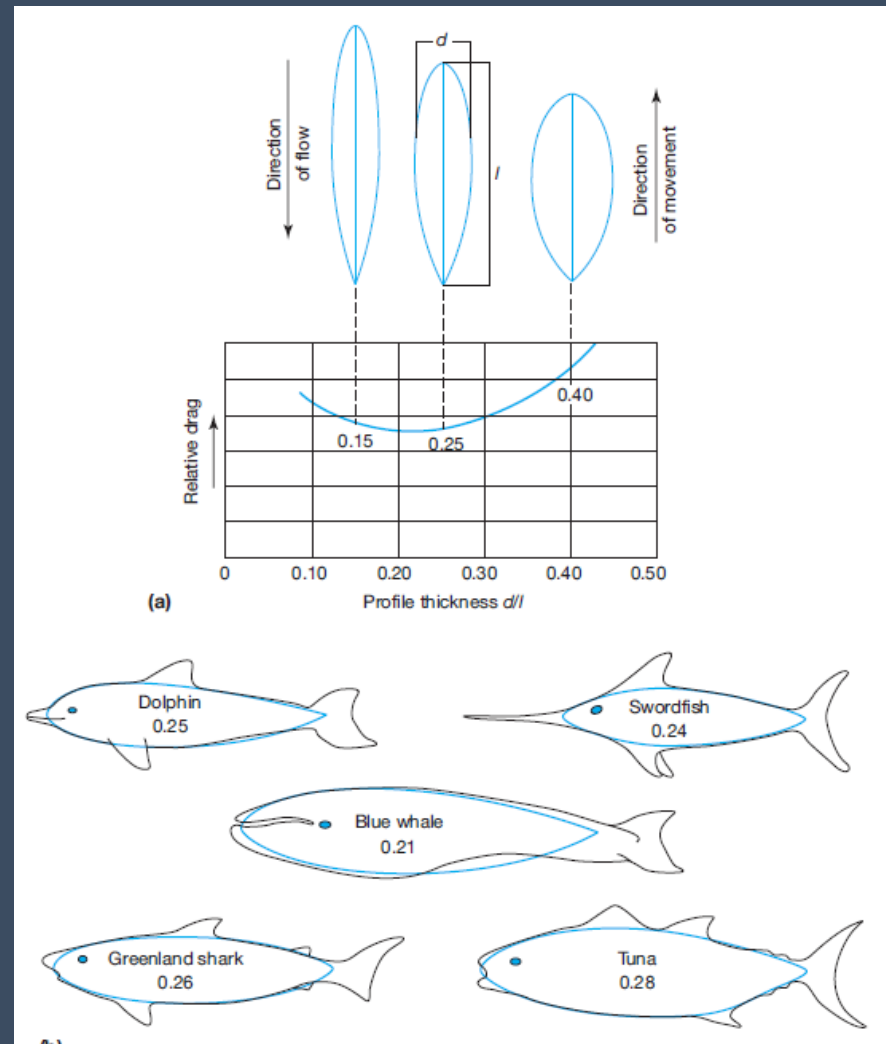 d
Direction
of flow
l
Direction
of movement
Relative drag
0.15
0.25
0.40
0
0.10
0.20
0.30
0.40
0.50
(a)
Profile thickness d/l
Dolphin
0.25
Swordfish
0.24
Blue whale
0.21
Greenland shark
0.26
Tuna
0.28